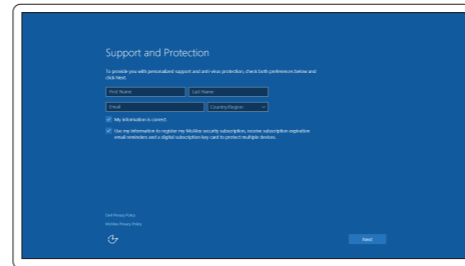 Support and Protection
To provide you with personalized support and anti-virus protection, check both preferences below and
click Next.
First Name
Last Name
Email
Country/Region
My information is correct.
Use my information to register my McAfee security subscription, receive subscription expiration
email reminders and a digital subscription key card to protect multiple devices.
Dell Privacy Policy
McAfee Privacy Policy
Next